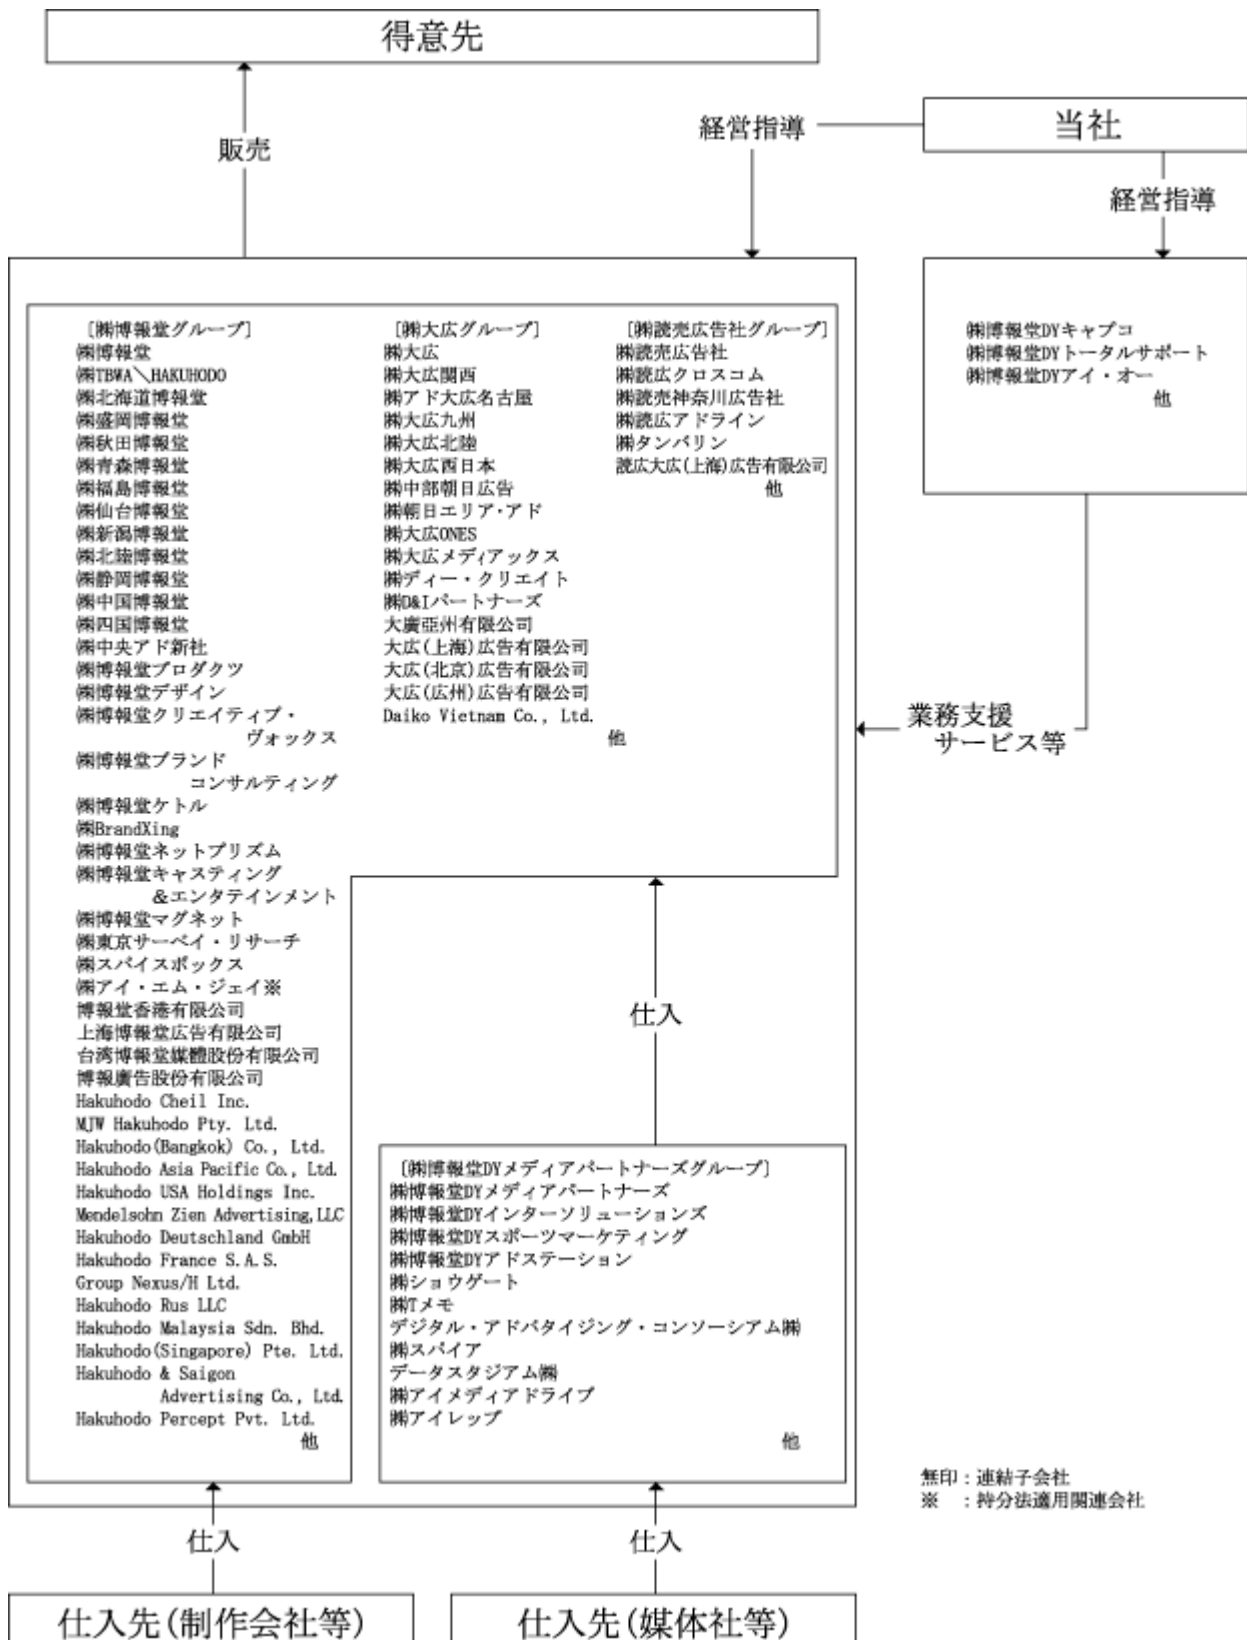 得意先
販売
経営指導
当社
経営指導
[㈱博報堂グループ]
㈱博報堂
㈱TBWA＼HAKUHODO
㈱北海道博報堂
㈱盛岡博報堂
㈱秋田博報堂
㈱青森博報堂
㈱福島博報堂
㈱仙台博報堂
㈱新潟博報堂
㈱北陸博報堂
㈱静岡博報堂
㈱中国博報堂
㈱四国博報堂
㈱中央アド新社
㈱博報堂プロダクツ
㈱博報堂デザイン
㈱博報堂クリエイティブ・
ヴォックス
㈱博報堂ブランド
コンサルティング
㈱博報堂ケトル
㈱BrandXing
㈱博報堂ネットプリズム
㈱博報堂キャスティング
＆エンタテインメント
㈱博報堂マグネット
㈱東京サーベイ・リサーチ
㈱スパイスボックス
㈱アイ・エム・ジェイ※
博報堂香港有限公司
上海博報堂広告有限公司
台湾博報堂媒體股份有限公司
博報廣告股份有限公司
Hakuhodo Cheil Inc.
MJW Hakuhodo Pty. Ltd.
Hakuhodo(Bangkok) Co., Ltd.
Hakuhodo Asia Pacific Co., Ltd.
Hakuhodo USA Holdings Inc.
Mendelsohn Zien Advertising,LLC
Hakuhodo Deutschland GmbH
Hakuhodo France S.A.S.
Group Nexus/H Ltd.
Hakuhodo Rus LLC
Hakuhodo Malaysia Sdn. Bhd.
Hakuhodo(Singapore) Pte. Ltd.
Hakuhodo & Saigon
Advertising Co., Ltd.
Hakuhodo Percept Pvt. Ltd.
他
[㈱大広グループ]
㈱大広
㈱大広関西
㈱アド大広名古屋
㈱大広九州
㈱大広北陸
㈱大広西日本
㈱中部朝日広告
㈱朝日エリア・アド
㈱大広ONES
㈱大広メディアックス
㈱ディー・クリエイト
㈱D&Iパートナーズ
大廣亞州有限公司
大広(上海)広告有限公司
大広(北京)広告有限公司
大広(広州)広告有限公司
Daiko Vietnam Co., Ltd.
他
[㈱読売広告社グループ]
㈱読売広告社
㈱読広クロスコム
㈱読売神奈川広告社
㈱読広アドライン
㈱タンバリン
読広大広(上海)広告有限公司
他
㈱博報堂DYキャプコ
㈱博報堂DYトータルサポート
㈱博報堂DYアイ・オー
他
業務支援
サービス等
仕入
[㈱博報堂DYメディアパートナーズグループ]
㈱博報堂DYメディアパートナーズ
㈱博報堂DYインターソリューションズ
㈱博報堂DYスポーツマーケティング
㈱博報堂DYアドステーション
㈱ショウゲート
㈱Tメモ
デジタル・アドバタイジング・コンソーシアム㈱
㈱スパイア
データスタジアム㈱
㈱アイメディアドライブ
㈱アイレップ
他
無印：連結子会社
※　：持分法適用関連会社
仕入
仕入
仕入先(制作会社等)
仕入先(媒体社等)